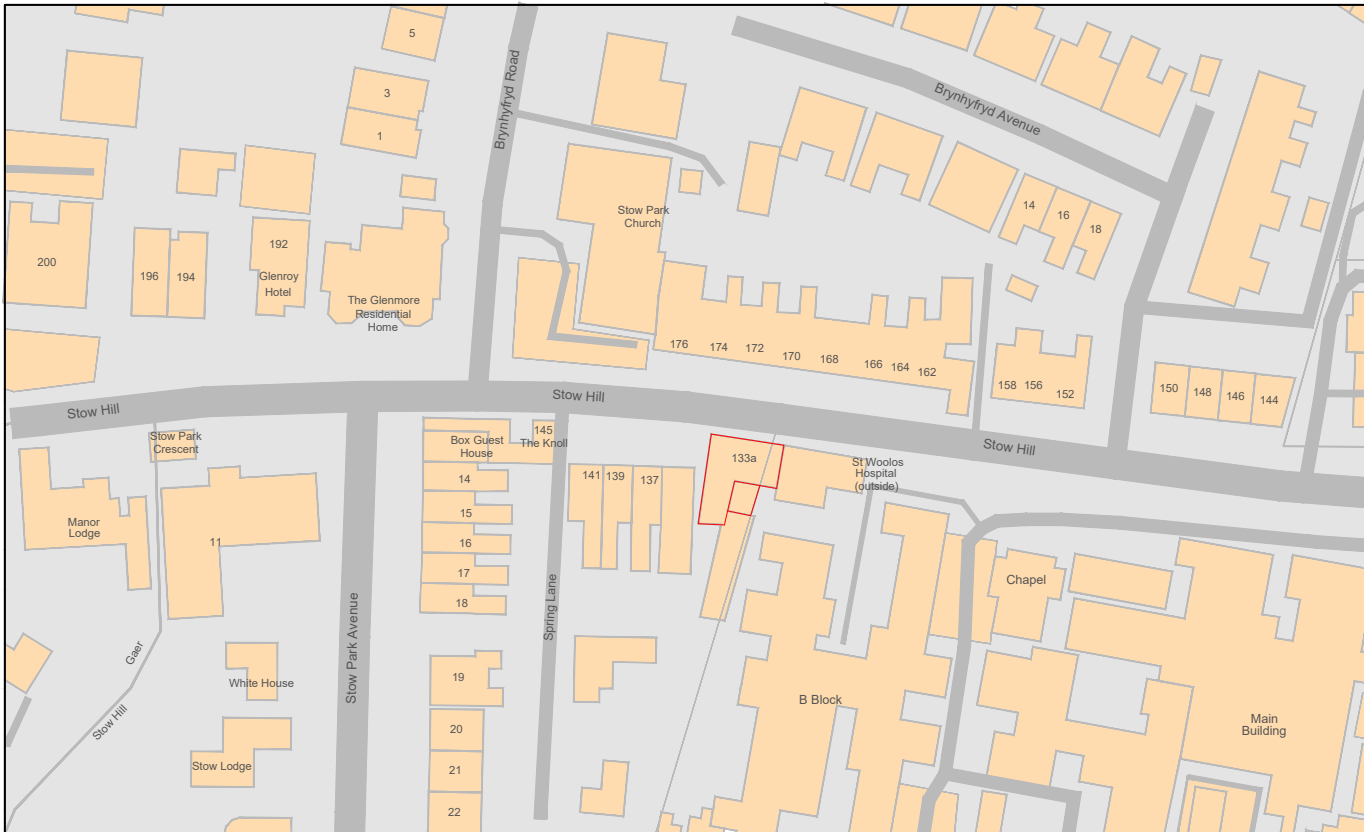 5
Brynhyfryd Road
Brynhyfryd Avenue
3
1
Stow Park
Church
14
16
18
200
196
194
192
Glenroy
Hotel
The Glenmore
Residential
Home
176
174
172
170
168
166
164
162
158
156
152
150
148
146
144
Stow Hill
Stow Hill
Stow Hill
Stow Park
Crescent
Box Guest
House
145
The Knoll
133a
St Woolos
Hospital
(outside)
14
141
139
137
15
16
17
18
Manor
Lodge
11
Chapel
Spring Lane
Stow Park Avenue
Gaer
Stow Hill
White House
19
B Block
Main
Building
20
Stow Lodge
21
22